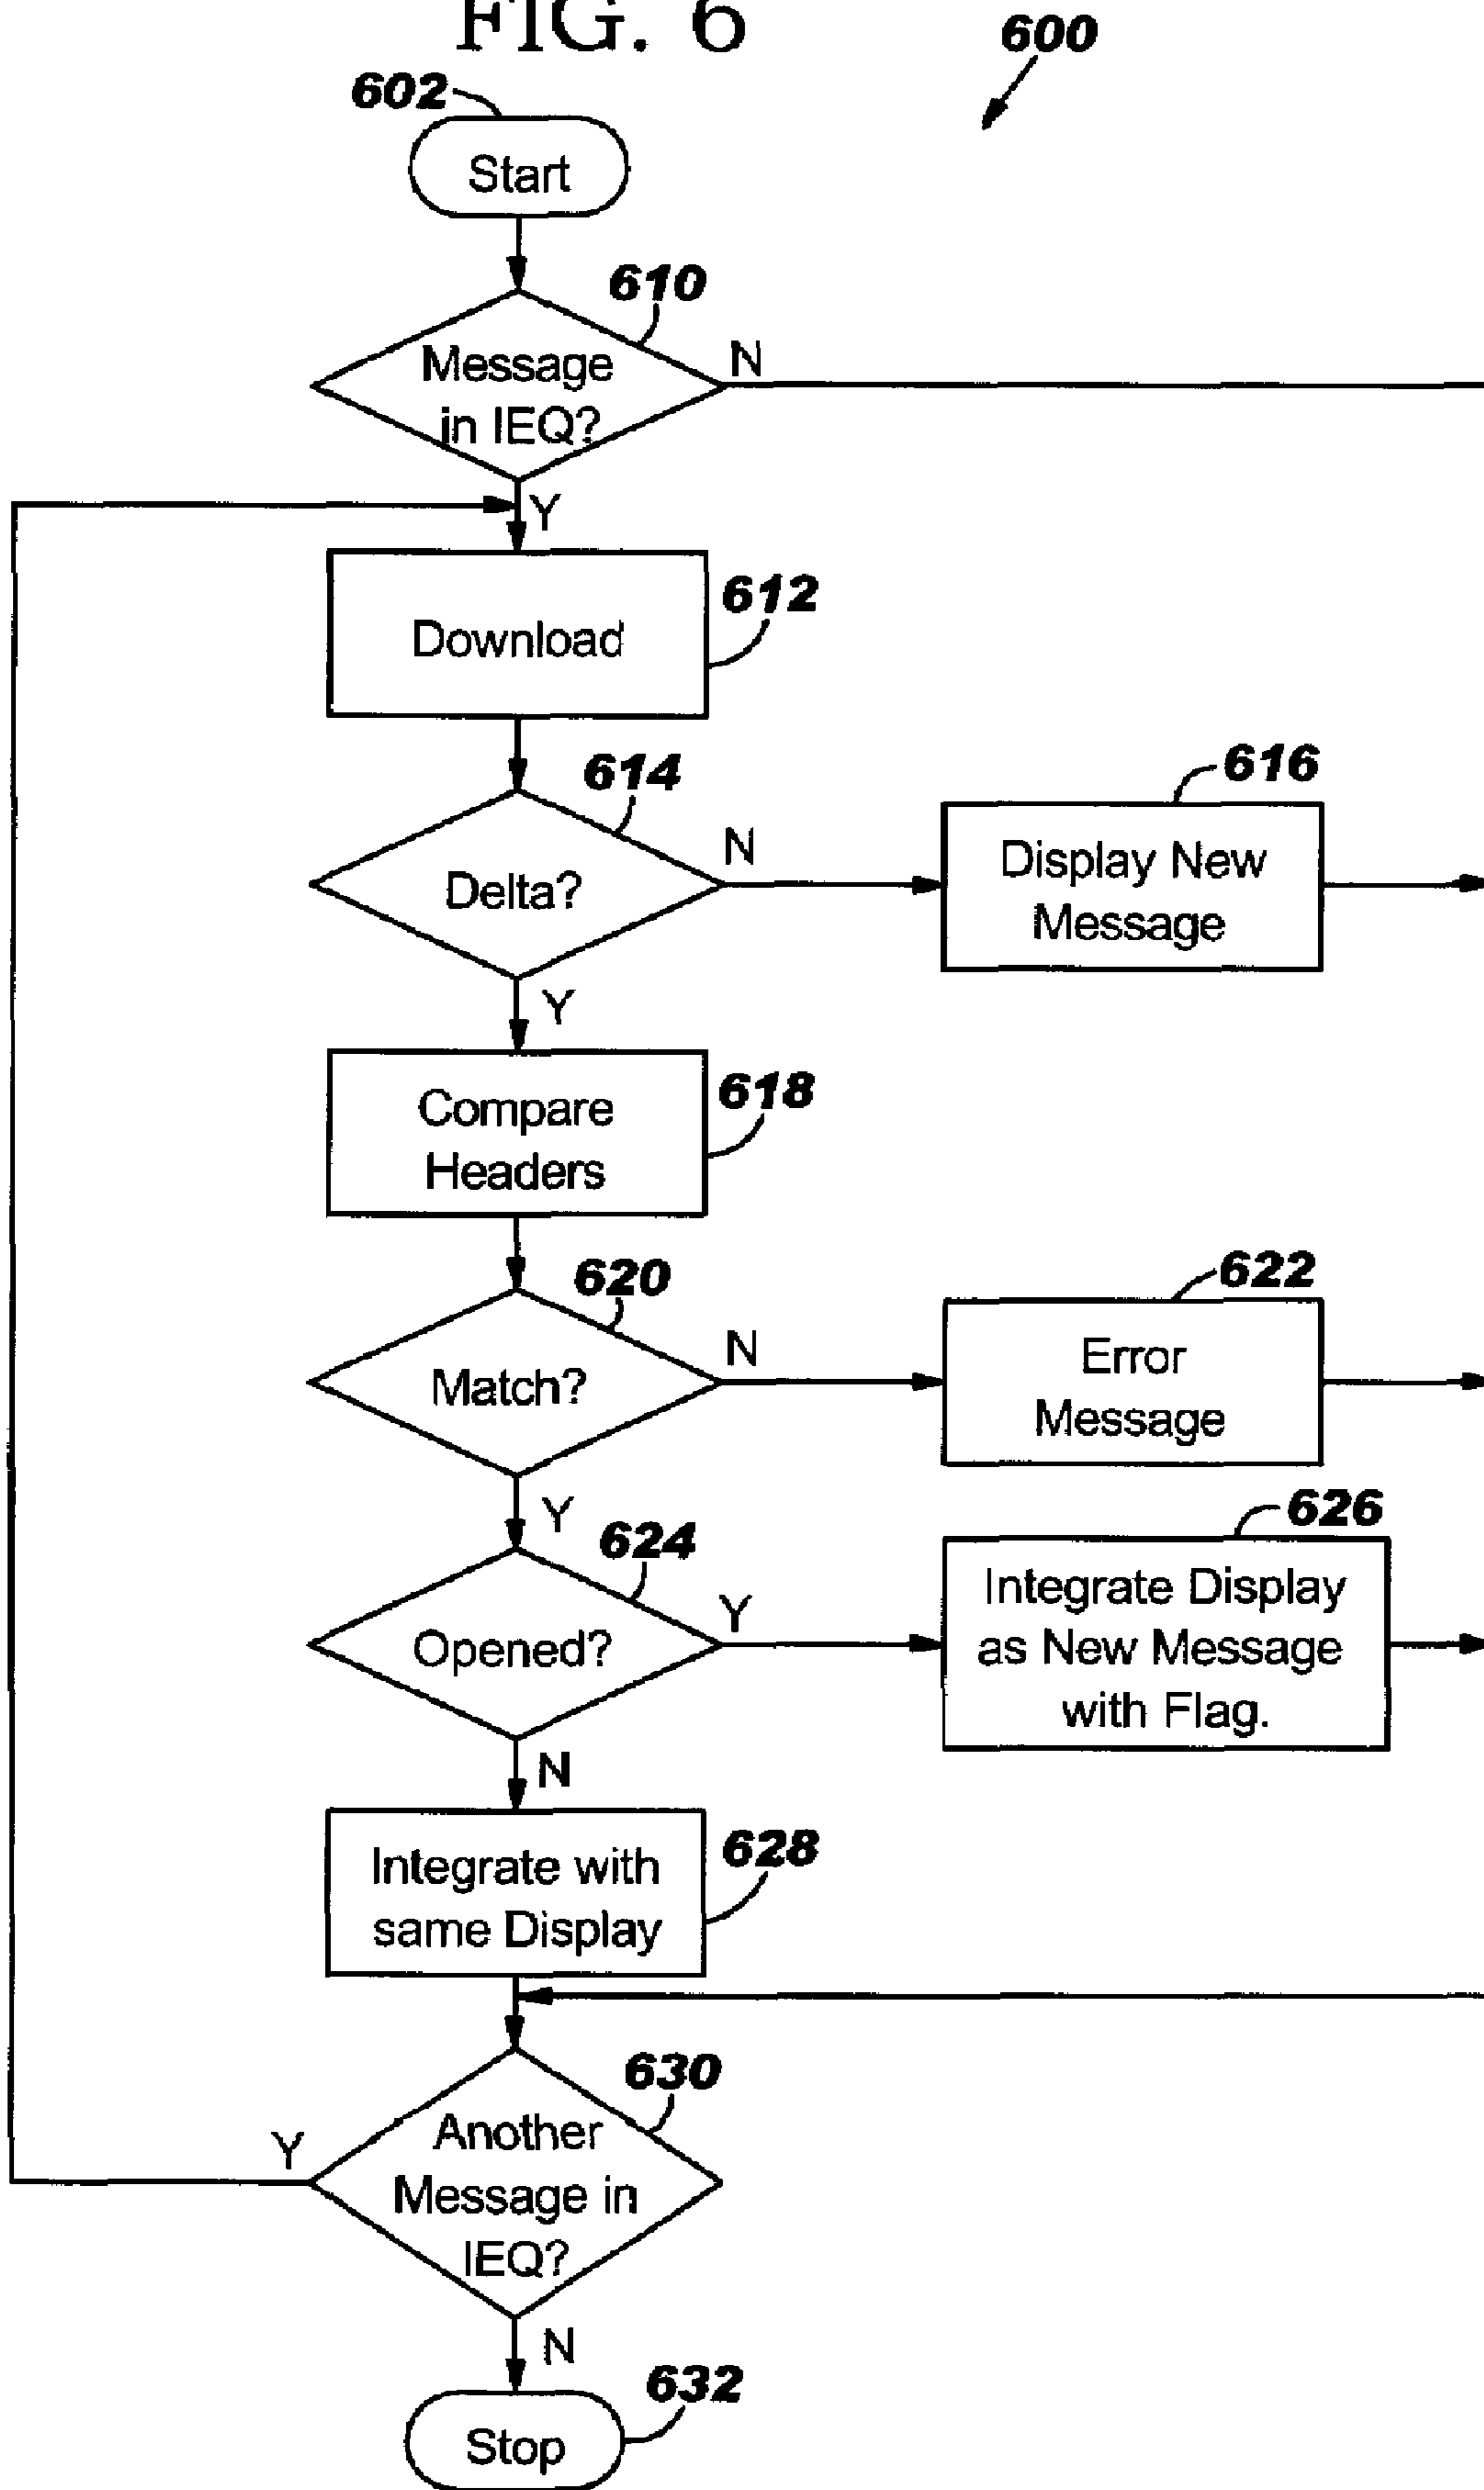 FIG. 6
600
602
Start
610
Message
in IEQ?
N
Y
Download
612
614
Delta?
N
616
Display New
Message
Y
Compare
Headers
618
620
Match?
N
622
Error
Message
Y
624
Opened?
Y
626
Integrate Display
as New Message
with Flag.
N
Integrate with
same Display
628
630
Another
Message in
IEQ?
Y
N
632
Stop